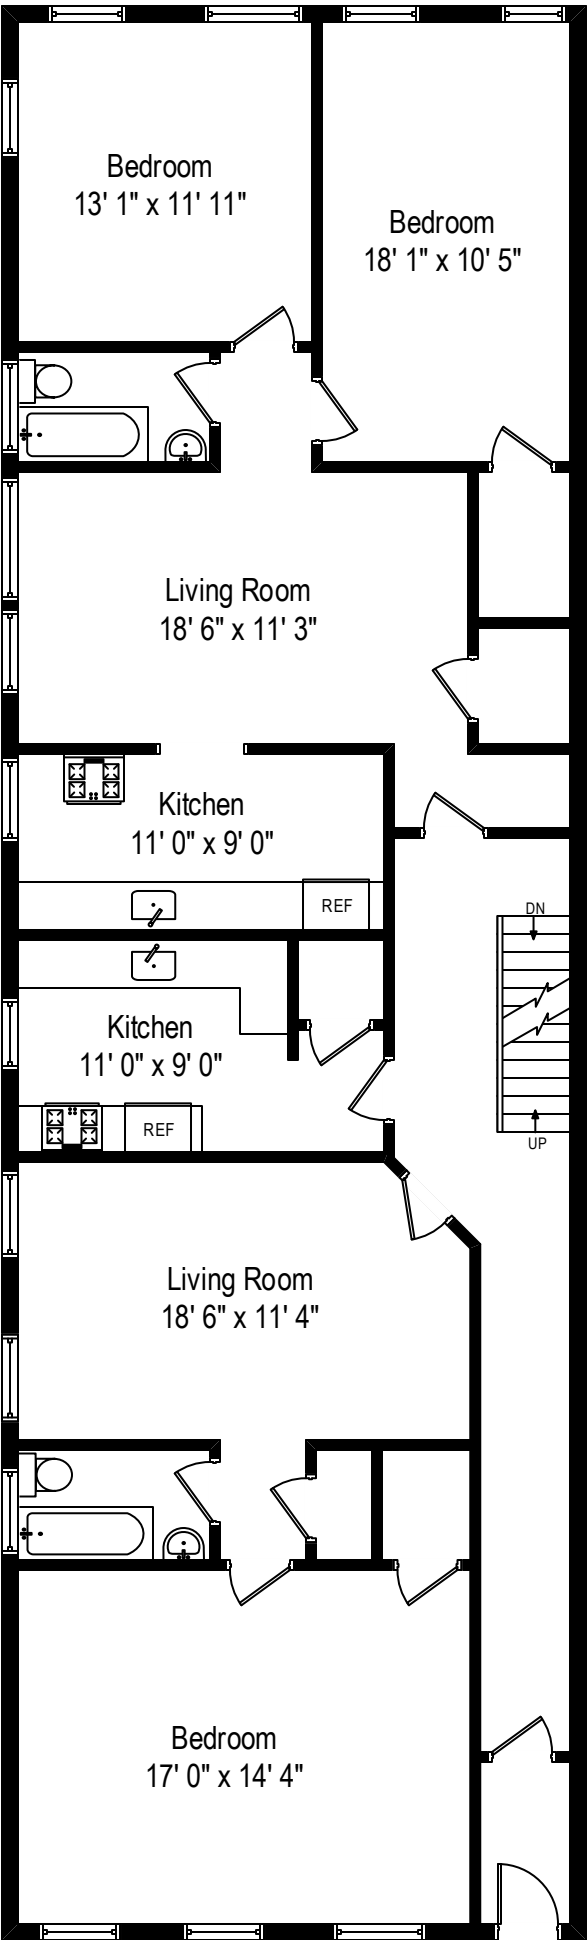 Bedroom
13' 1" x 11' 11"
Bedroom
18' 1" x 10' 5"
Living Room
18' 6" x 11' 3"
Kitchen
11' 0" x 9' 0"
REF
DN
Kitchen
11' 0" x 9' 0"
REF
UP
Living Room
18' 6" x 11' 4"
Bedroom
17' 0" x 14' 4"